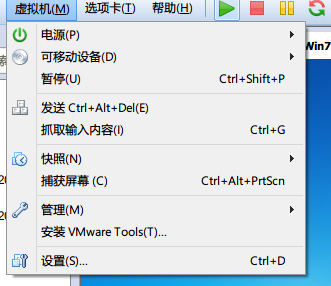 虚拟机(M) 选项卡(T) 帮助(H)
电源(P)
可移动设备(D)
暂停(U) Ctrl+Shift+P
发送 Ctrl+Alt+Del(E)
抓取输入内容(I) Ctrl+G
快照(N)
捕获屏幕 (C) Ctrl+Alt+PrtScn
管理(M)
安装 VMware Tools(T)...
设置(S)... Ctrl+D
Win7